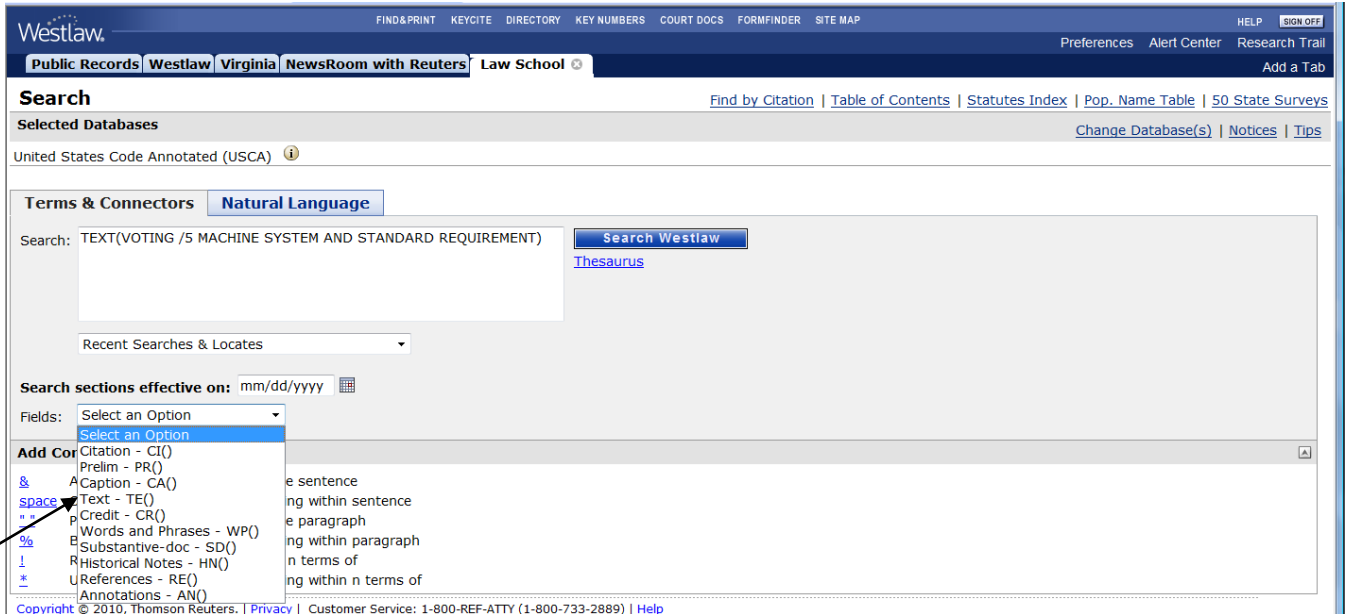 FIND&PRINT KEYCITE DIRECTORY KEY NUMBERS COURT DOCS FORMFINDER SITE MAP
HELP SIGN OFF
Westlaw.
Preferences Alert Center Research Trail
Public Records Westlaw Virginia NewsRoom with Reuters Law School
Add a Tab
Search
Find by Citation | Table of Contents | Statutes Index | Pop. Name Table | 50 State Surveys
Selected Databases
Change Database(s) | Notices | Tips
United States Code Annotated (USCA) i
Terms & Connectors Natural Language
Search: TEXT(VOTING /5 MACHINE SYSTEM AND STANDARD REQUIREMENT)
Search Westlaw
Thesaurus
Recent Searches & Locates
Search sections effective on: mm/dd/yyyy
Fields: Select an Option
Select an Option
Add Cor
Citation - CI()
Prelim - PR()
& A Caption - CA() e sentence
space Text - TE() ng within sentence
" " P Credit - CR() e paragraph
Words and Phrases - WP()
% B Substantive-doc - SD() ng within paragraph
! R Historical Notes - HN() n terms of
* U References - RE() ng within n terms of
Annotations - AN()
Copyright © 2010, Thomson Reuters. | Privacy | Customer Service: 1-800-REF-ATTY (1-800-733-2889) | Help